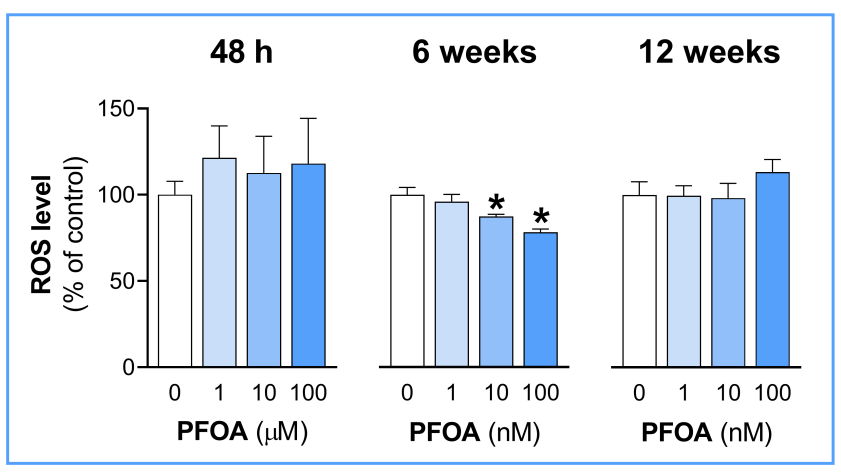 48 h 6 weeks 12 weeks
ROS level
(% of control)
150
100
50
0
* *
0 1 10 100 0 1 10 100 0 1 10 100
PFOA (μM) PFOA (nM) PFOA (nM)